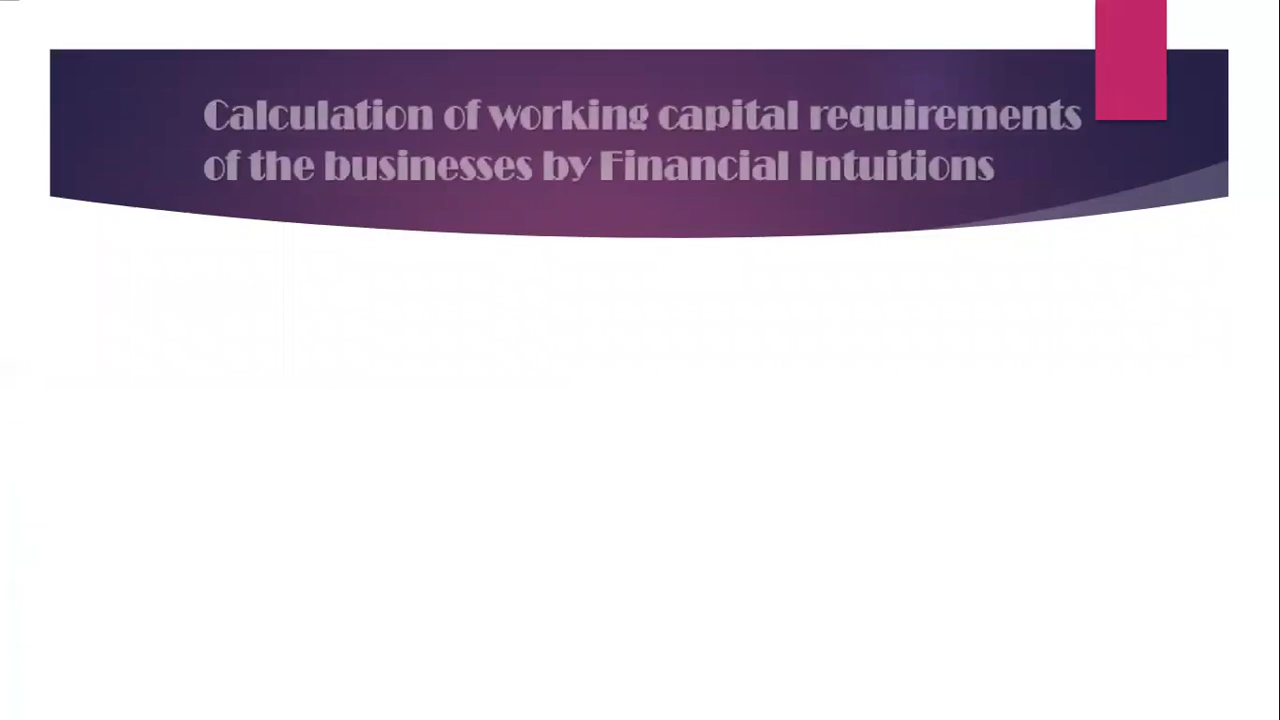 Calculation of working capital requirements
of the businesses by Financial Intuitions